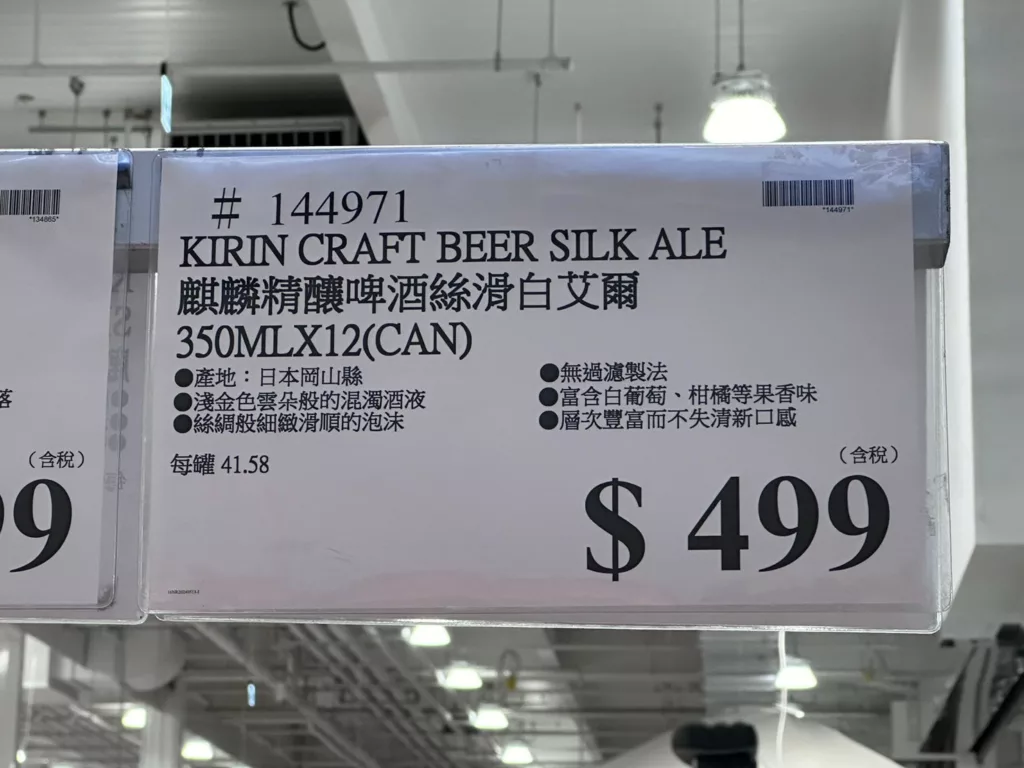 落
(含稅)
99
*134865*
# 144971
*144971*
KIRIN CRAFT BEER SILK ALE
麒麟精釀啤酒絲滑白艾爾
350MLX12(CAN)
●產地：日本岡山縣
●淺金色雲朵般的混濁酒液
●絲綢般細緻滑順的泡沫
●無過濾製法
●富含白葡萄、柑橘等果香味
●層次豐富而不失清新口感
每罐 41.58
(含稅)
$ 499